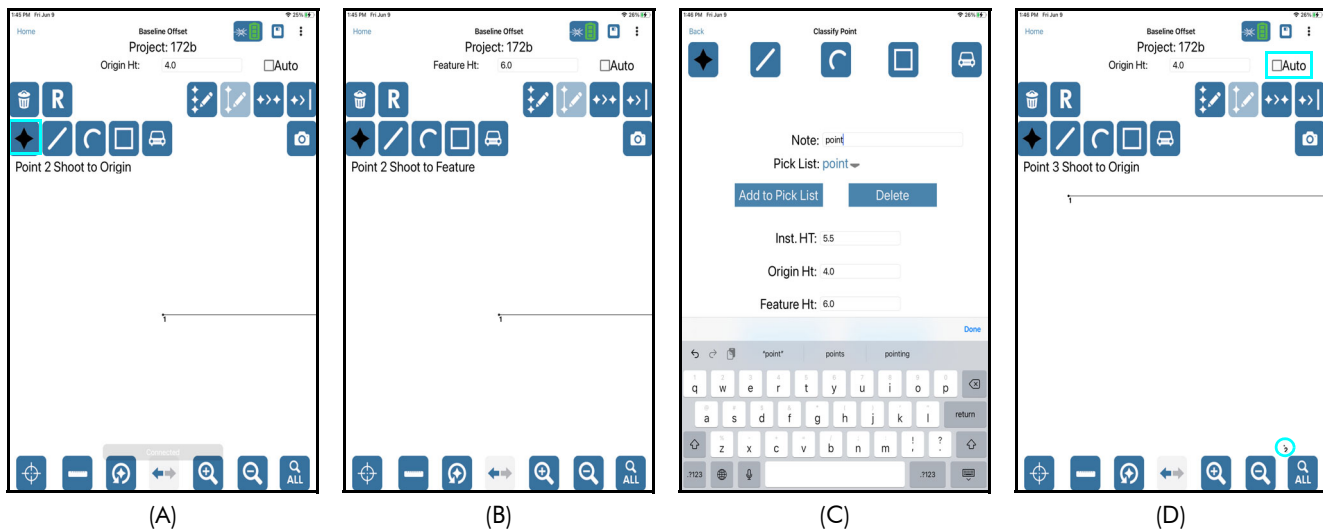 1:45 PM Fri Jun 9 25%
Home Baseline Offset
Project: 172b
Origin Ht: 4.0 Auto
R
Point 2 Shoot to Origin
1
Connected
ALL
(A)
1:45 PM Fri Jun 9 26%
Home Baseline Offset
Project: 172b
Feature Ht: 6.0 Auto
R
Point 2 Shoot to Feature
1
ALL
(B)
1:46 PM Fri Jun 9 26%
Back Classify Point
Note: point
Pick List: point
Add to Pick List Delete
Inst. HT: 5.5
Origin Ht: 4.0
Feature Ht: 6.0
Done
"point" points pointing
q w e r t y u i o p
a s d f g h j k l return
z x c v b n m ! , ? .
.?123 .?123
(C)
1:46 PM Fri Jun 9 26%
Home Baseline Offset
Project: 172b
Origin Ht: 4.0 Auto
R
Point 3 Shoot to Origin
1
ALL
(D)